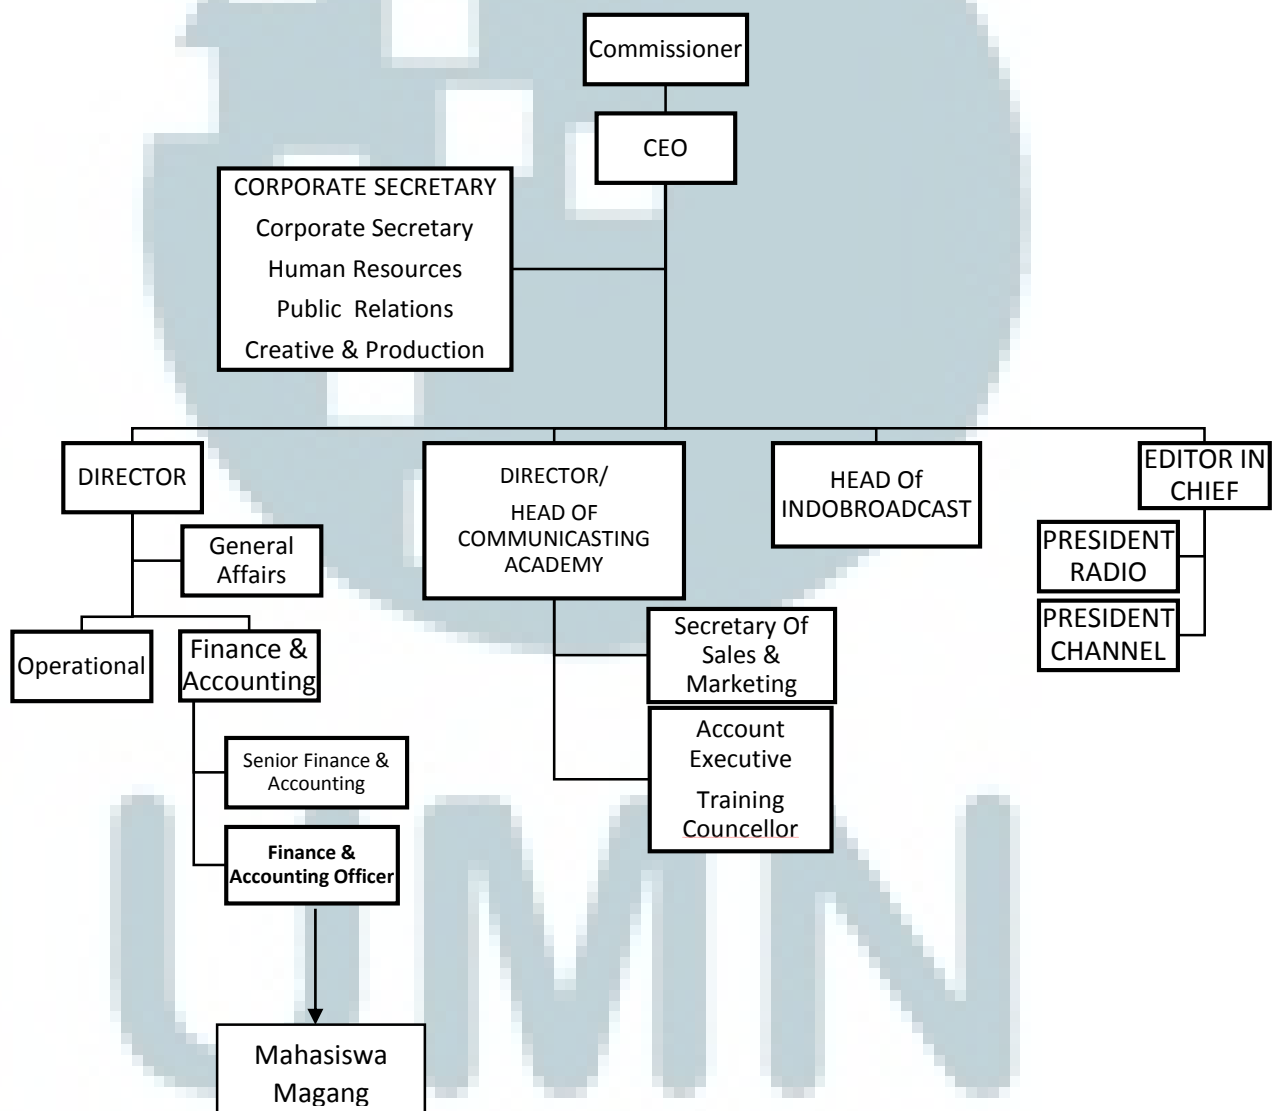 Commissioner
CEO
CORPORATE SECRETARY
Corporate Secretary
Human Resources
Public Relations
Creative & Production
DIRECTOR
DIRECTOR/
HEAD OF
COMMUNICASTING
ACADEMY
HEAD Of
INDOBROADCAST
EDITOR IN
CHIEF
PRESIDENT
RADIO
PRESIDENT
CHANNEL
General
Affairs
Operational
Finance &
Accounting
Secretary Of
Sales &
Marketing
Account
Executive
Training
Councellor
Senior Finance &
Accounting
Finance &
Accounting Officer
Mahasiswa
Magang
UMN